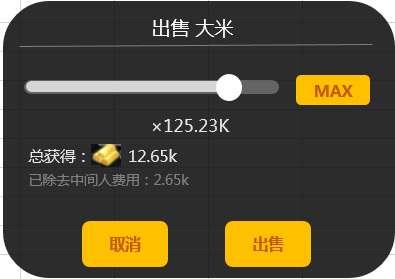 出售 大米
MAX
×125.23K
总获得： 12.65k
已除去中间人费用：2.65k
取消 出售